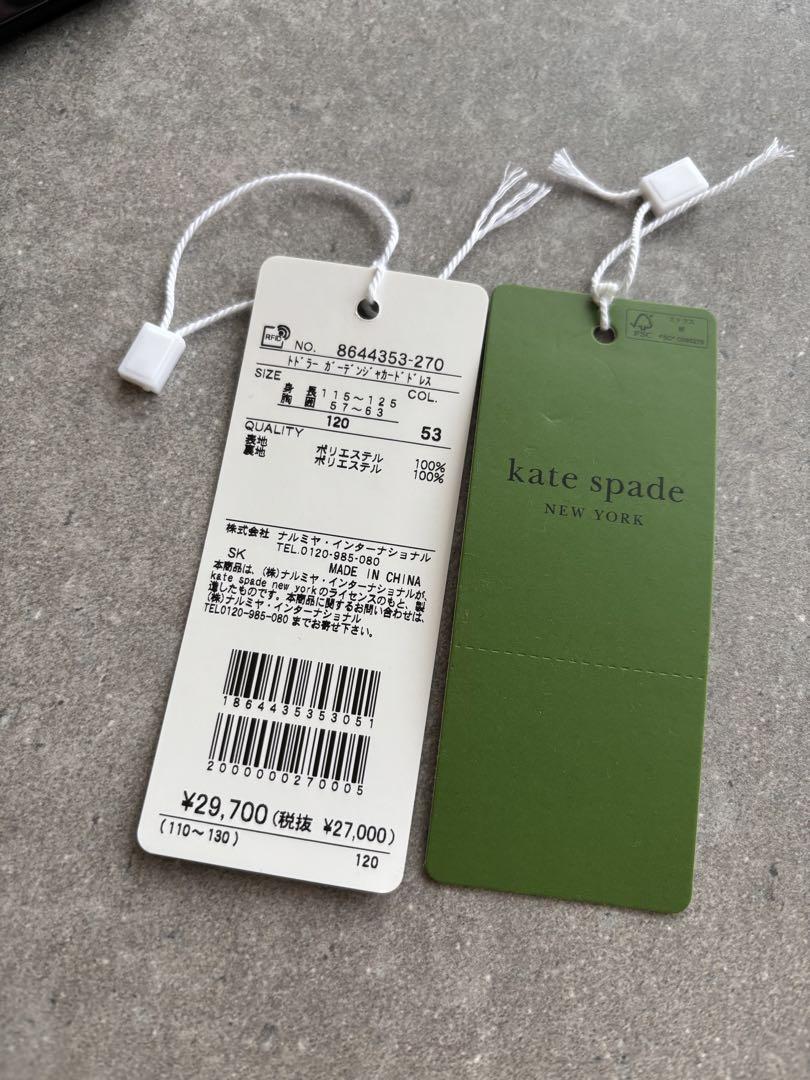 RFID
NO. 8644353-270
トドラー ガーデンジャカードドレス
SIZE COL.
身 長 115~125
胸 囲 57~63
120 53
QUALITY
表地 ポリエステル 100%
裏地 ポリエステル 100%
株式会社 ナルミヤ・インターナショナル
TEL.0120-985-080
SK MADE IN CHINA
本商品は、(株)ナルミヤ・インターナショナルが、
kate spade new yorkのライセンスのもと、製
造したものです。本商品に関するお問い合わせは、
(株)ナルミヤ・インターナショナル
TEL0120-985-080 までお寄せ下さい。
1864435353051
2000000270005
¥29,700(税抜 ¥27,000)
(110~130) 120
FSC
ミックス
紙
kate spade
NEW YORK